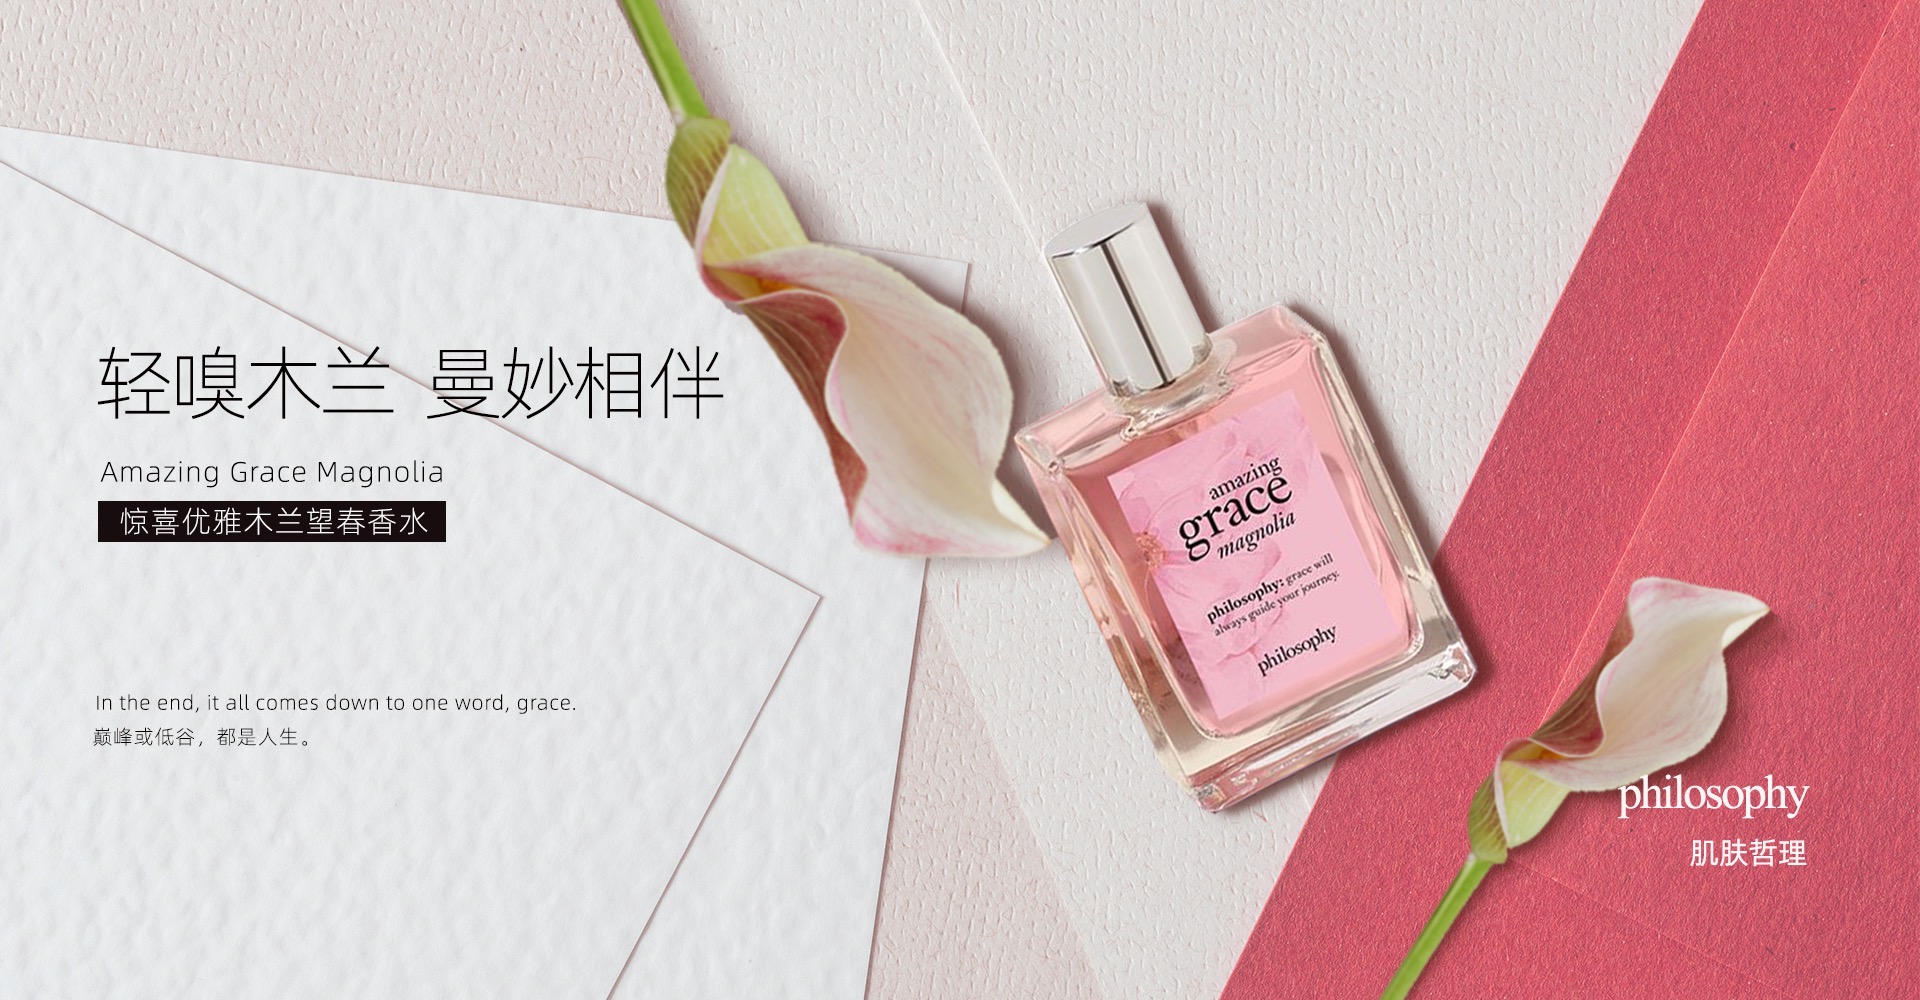 轻嗅木兰 曼妙相伴
Amazing Grace Magnolia
惊喜优雅木兰望春香水
In the end, it all comes down to one word, grace.
巅峰或低谷，都是人生。
amazing
grace
magnolia
philosophy: grace will
always guide your journey.
philosophy
philosophy
肌肤哲理